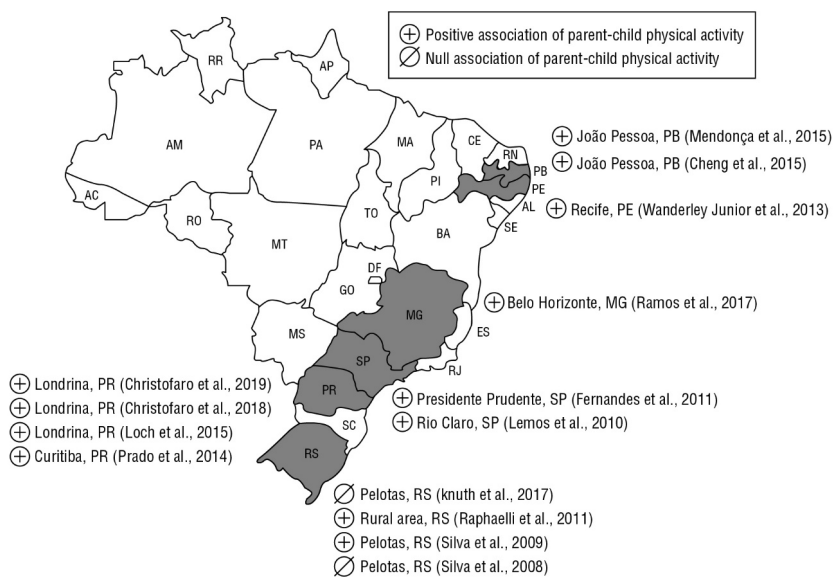 Positive association of parent-child physical activity
Null association of parent-child physical activity
RR
AP
AM
PA
MA
CE
RN
PB
PE
AL
SE
PI
AC
RO
TO
BA
MT
DF
GO
MG
ES
MS
SP
RJ
PR
SC
RS
João Pessoa, PB (Mendonça et al., 2015)
João Pessoa, PB (Cheng et al., 2015)
Recife, PE (Wanderley Junior et al., 2013)
Belo Horizonte, MG (Ramos et al., 2017)
Londrina, PR (Christofaro et al., 2019)
Londrina, PR (Christofaro et al., 2018)
Londrina, PR (Loch et al., 2015)
Curitiba, PR (Prado et al., 2014)
Presidente Prudente, SP (Fernandes et al., 2011)
Rio Claro, SP (Lemos et al., 2010)
Pelotas, RS (knuth et al., 2017)
Rural area, RS (Raphaelli et al., 2011)
Pelotas, RS (Silva et al., 2009)
Pelotas, RS (Silva et al., 2008)